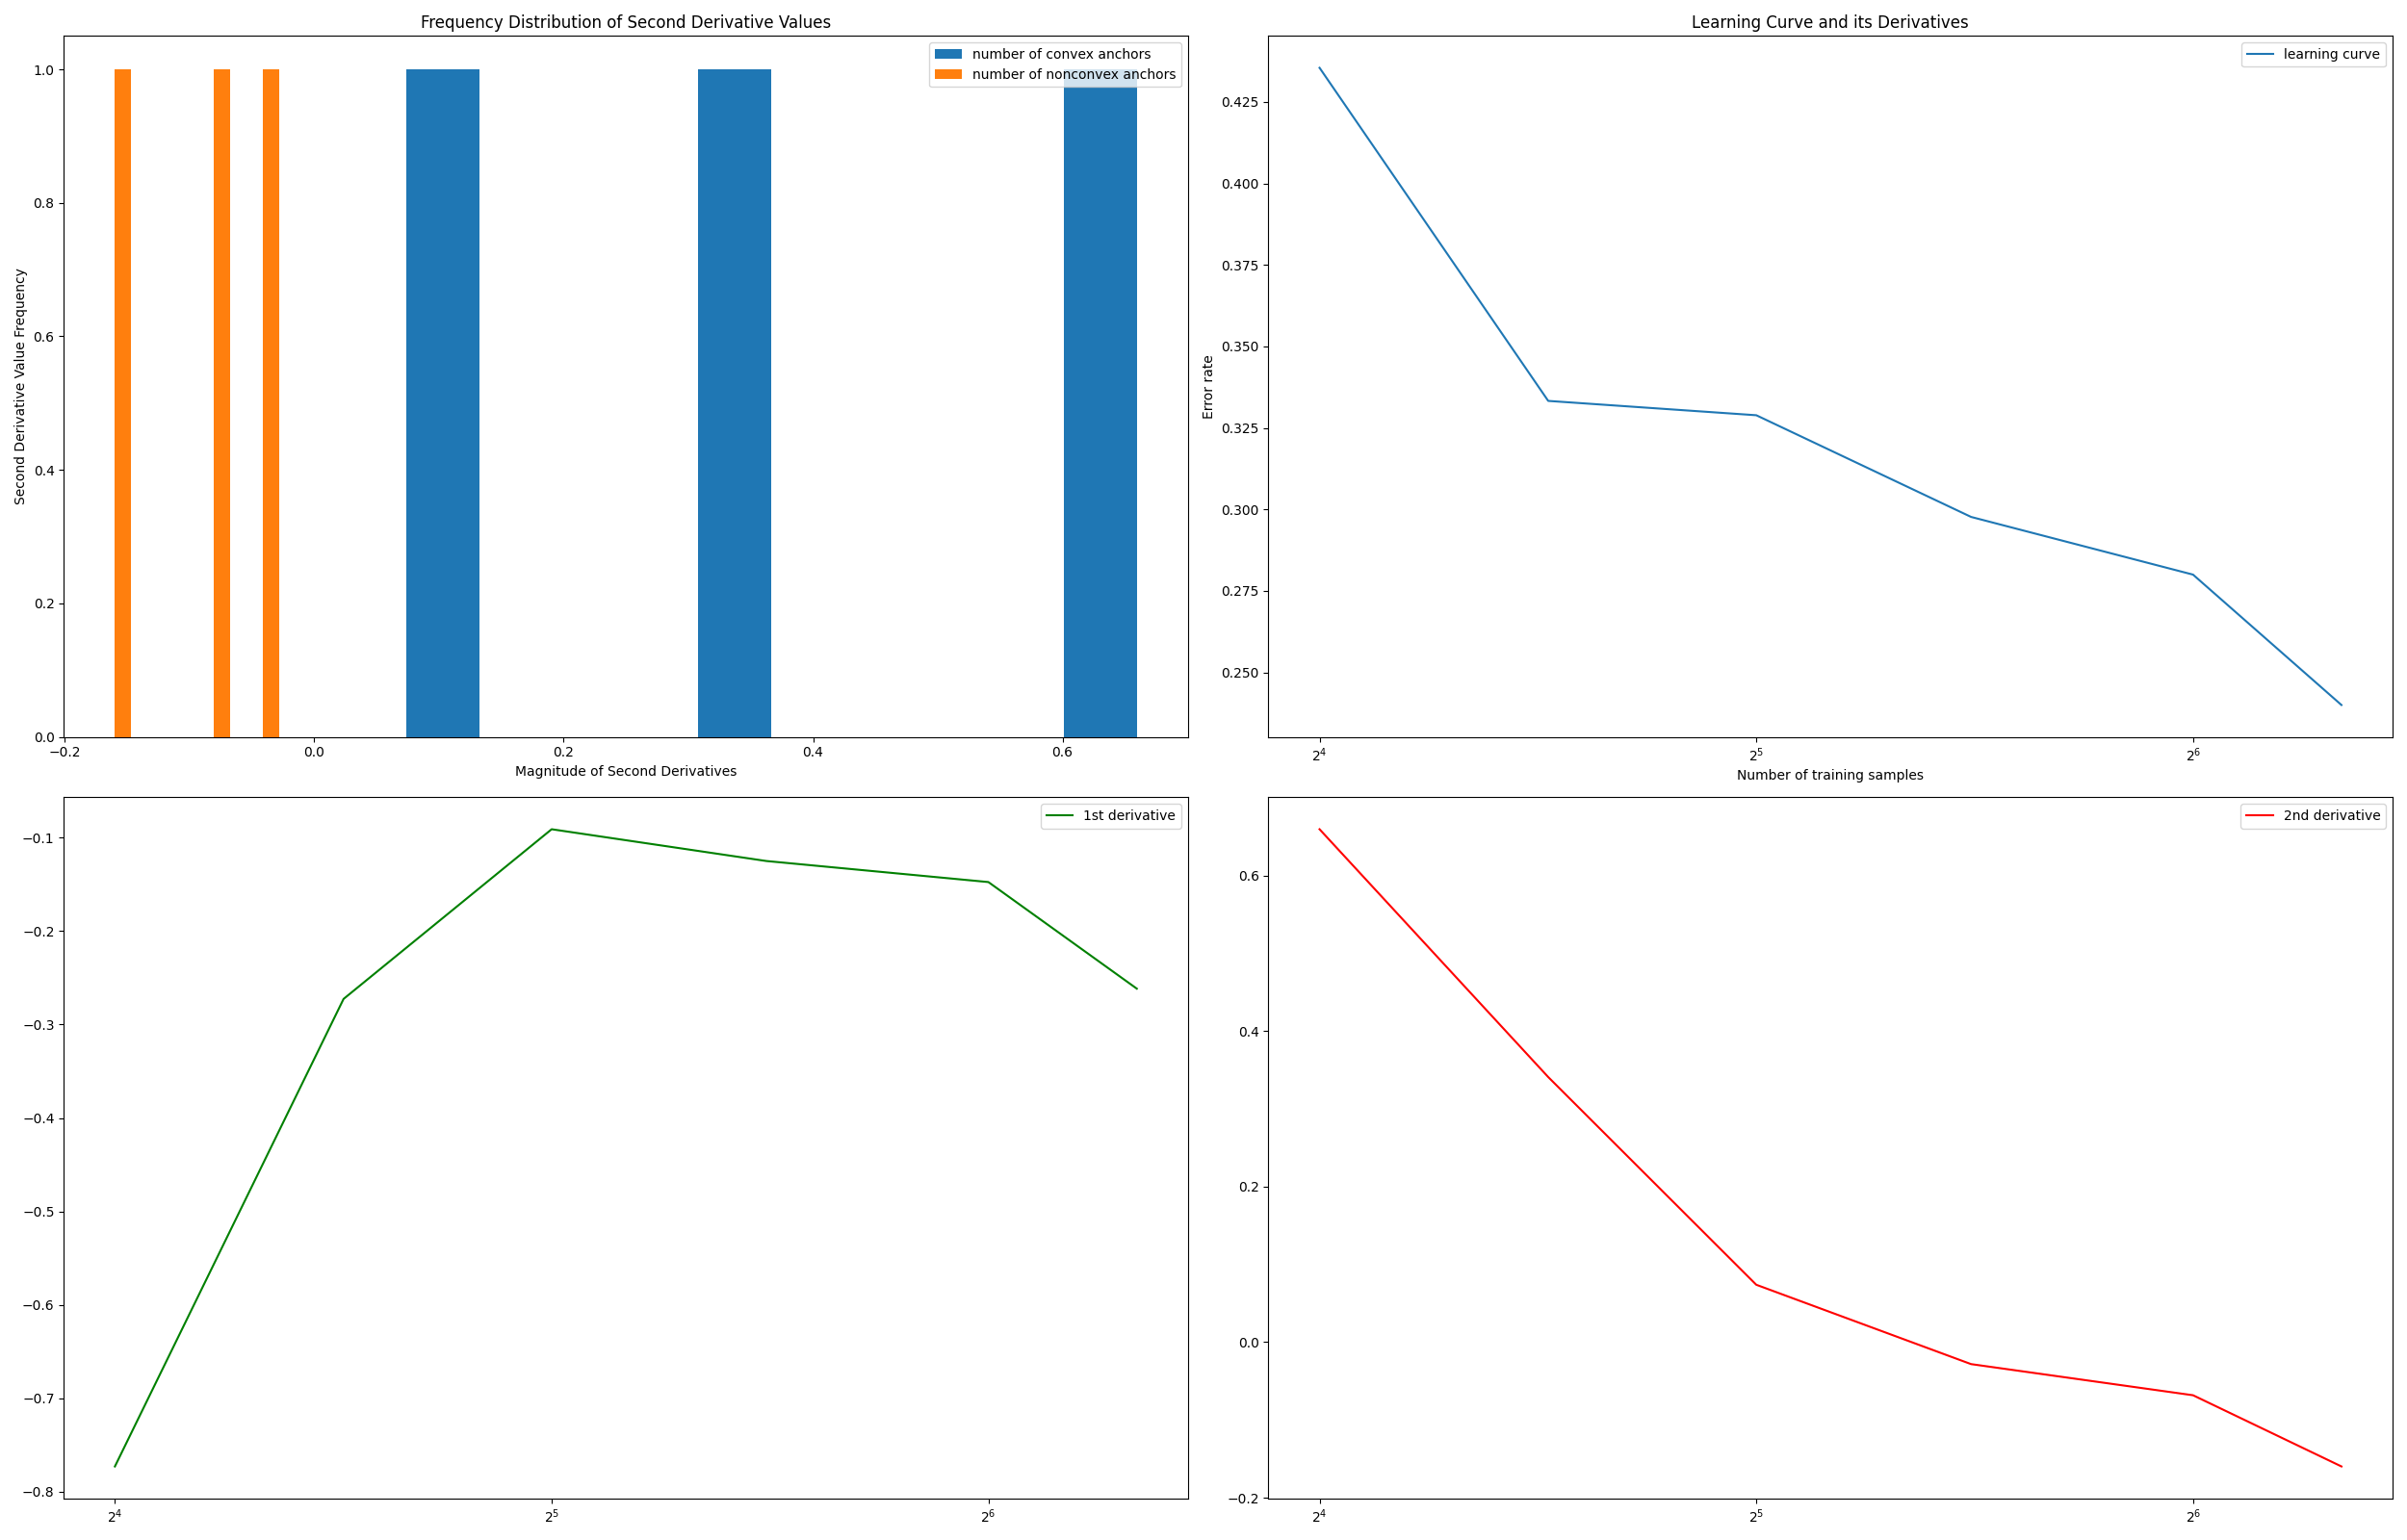 Frequency Distribution of Second Derivative Values
number of convex anchors
number of nonconvex anchors
Second Derivative Value Frequency
1.0
0.8
0.6
0.4
0.2
0.0
−0.2 0.0 0.2 0.4 0.6
Magnitude of Second Derivatives
Learning Curve and its Derivatives
learning curve
Error rate
0.425
0.400
0.375
0.350
0.325
0.300
0.275
0.250
2⁴ 2⁵ 2⁶
Number of training samples
1st derivative
−0.1
−0.2
−0.3
−0.4
−0.5
−0.6
−0.7
−0.8
2⁴ 2⁵ 2⁶
2nd derivative
0.6
0.4
0.2
0.0
−0.2
2⁴ 2⁵ 2⁶